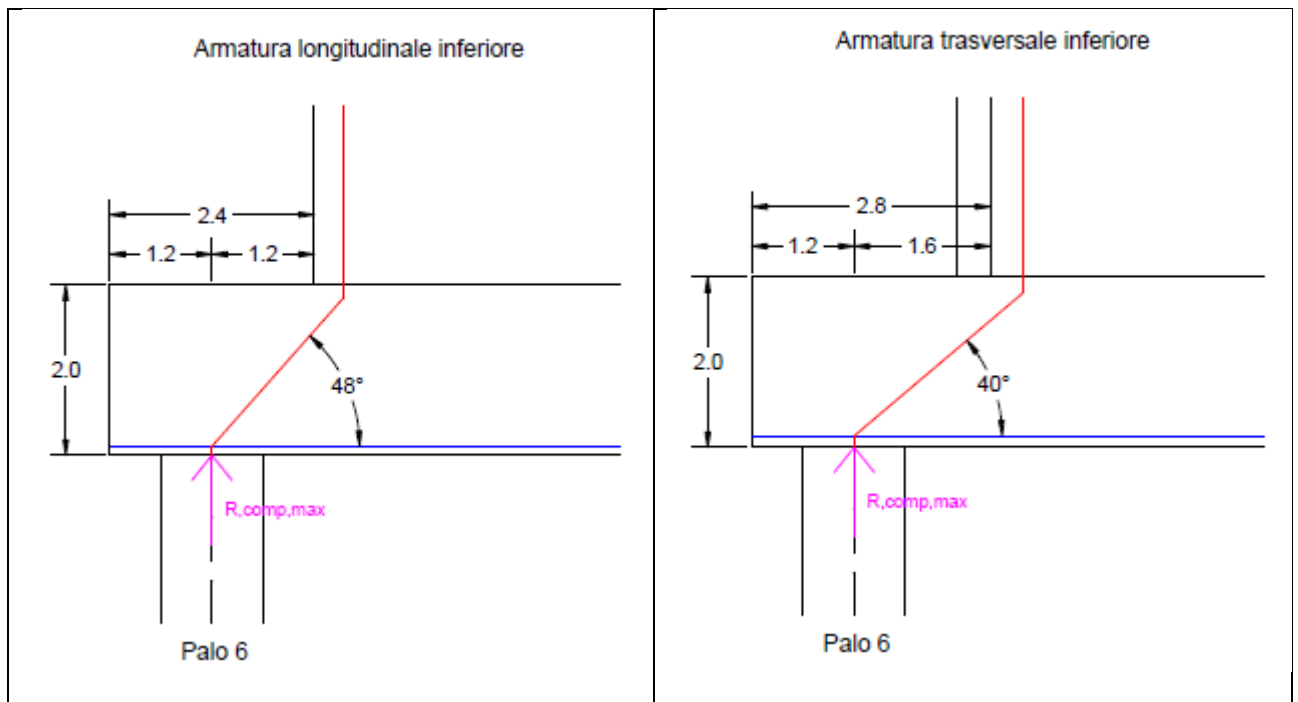 Armatura longitudinale inferiore
2.4
1.2
1.2
2.0
48°
R,comp,max
Palo 6
Armatura trasversale inferiore
2.8
1.2
1.6
2.0
40°
R,comp,max
Palo 6